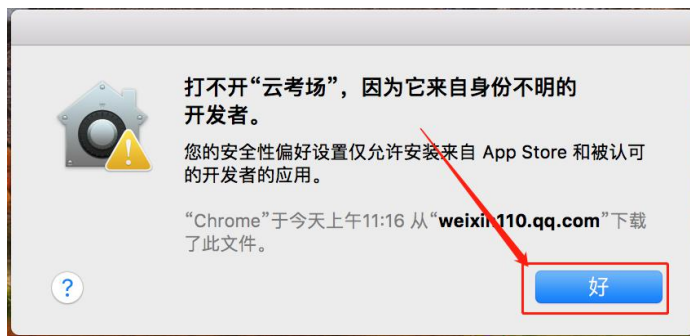 打不开“云考场”，因为它来自身份不明的
开发者。
您的安全性偏好设置仅允许安装来自 App Store 和被认可
的开发者的应用。
“Chrome”于今天上午11:16 从“weixin110.qq.com”下载
了此文件。
?
好